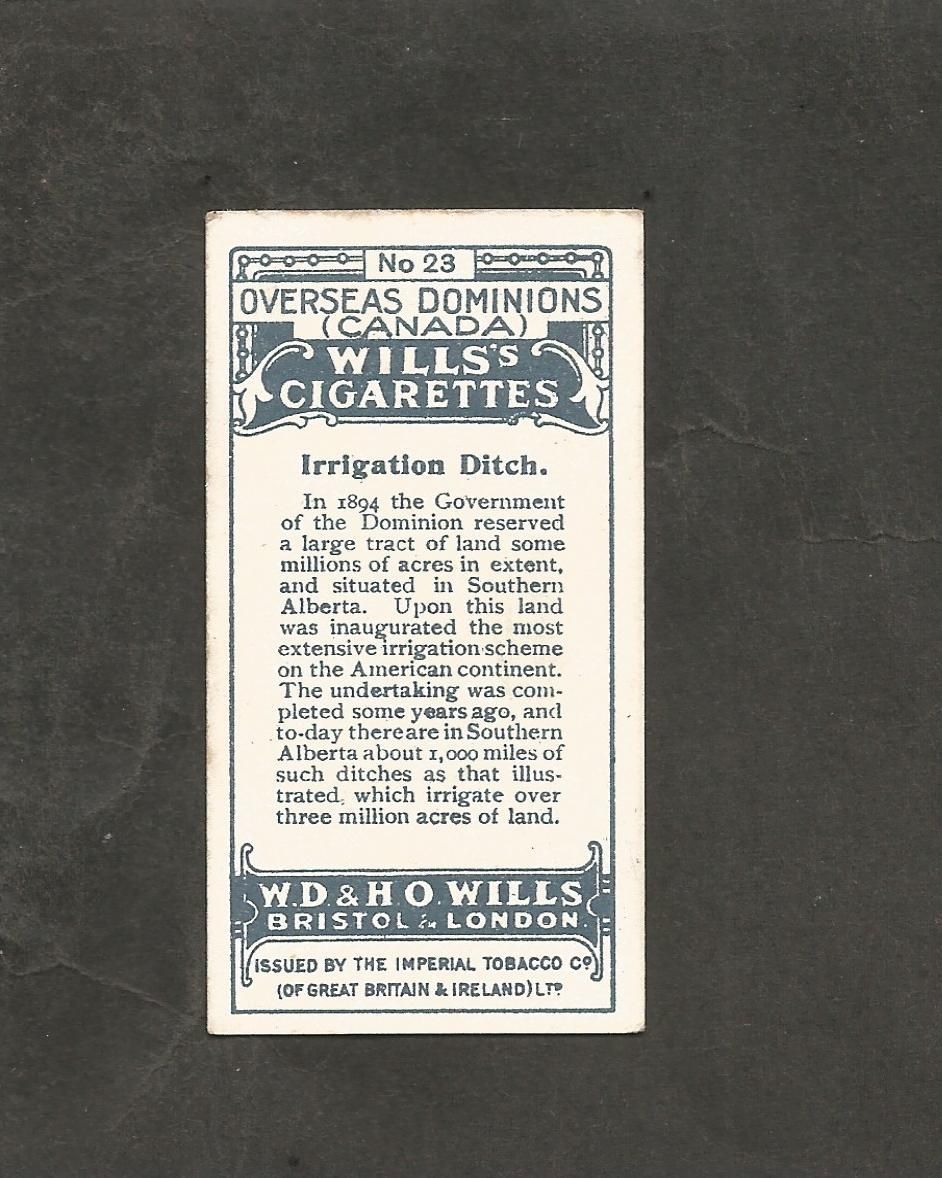 No 23
OVERSEAS DOMINIONS
(CANADA)
WILLS'S
CIGARETTES
Irrigation Ditch.
In 1894 the Government
of the Dominion reserved
a large tract of land some
millions of acres in extent,
and situated in Southern
Alberta. Upon this land
was inaugurated the most
extensive irrigation scheme
on the American continent.
The undertaking was com-
pleted some years ago, and
to-day there are in Southern
Alberta about 1,000 miles of
such ditches as that illus-
trated, which irrigate over
three million acres of land.
W.D. & H.O. WILLS
BRISTOL & LONDON.
ISSUED BY THE IMPERIAL TOBACCO Co.
(OF GREAT BRITAIN & IRELAND) LTD